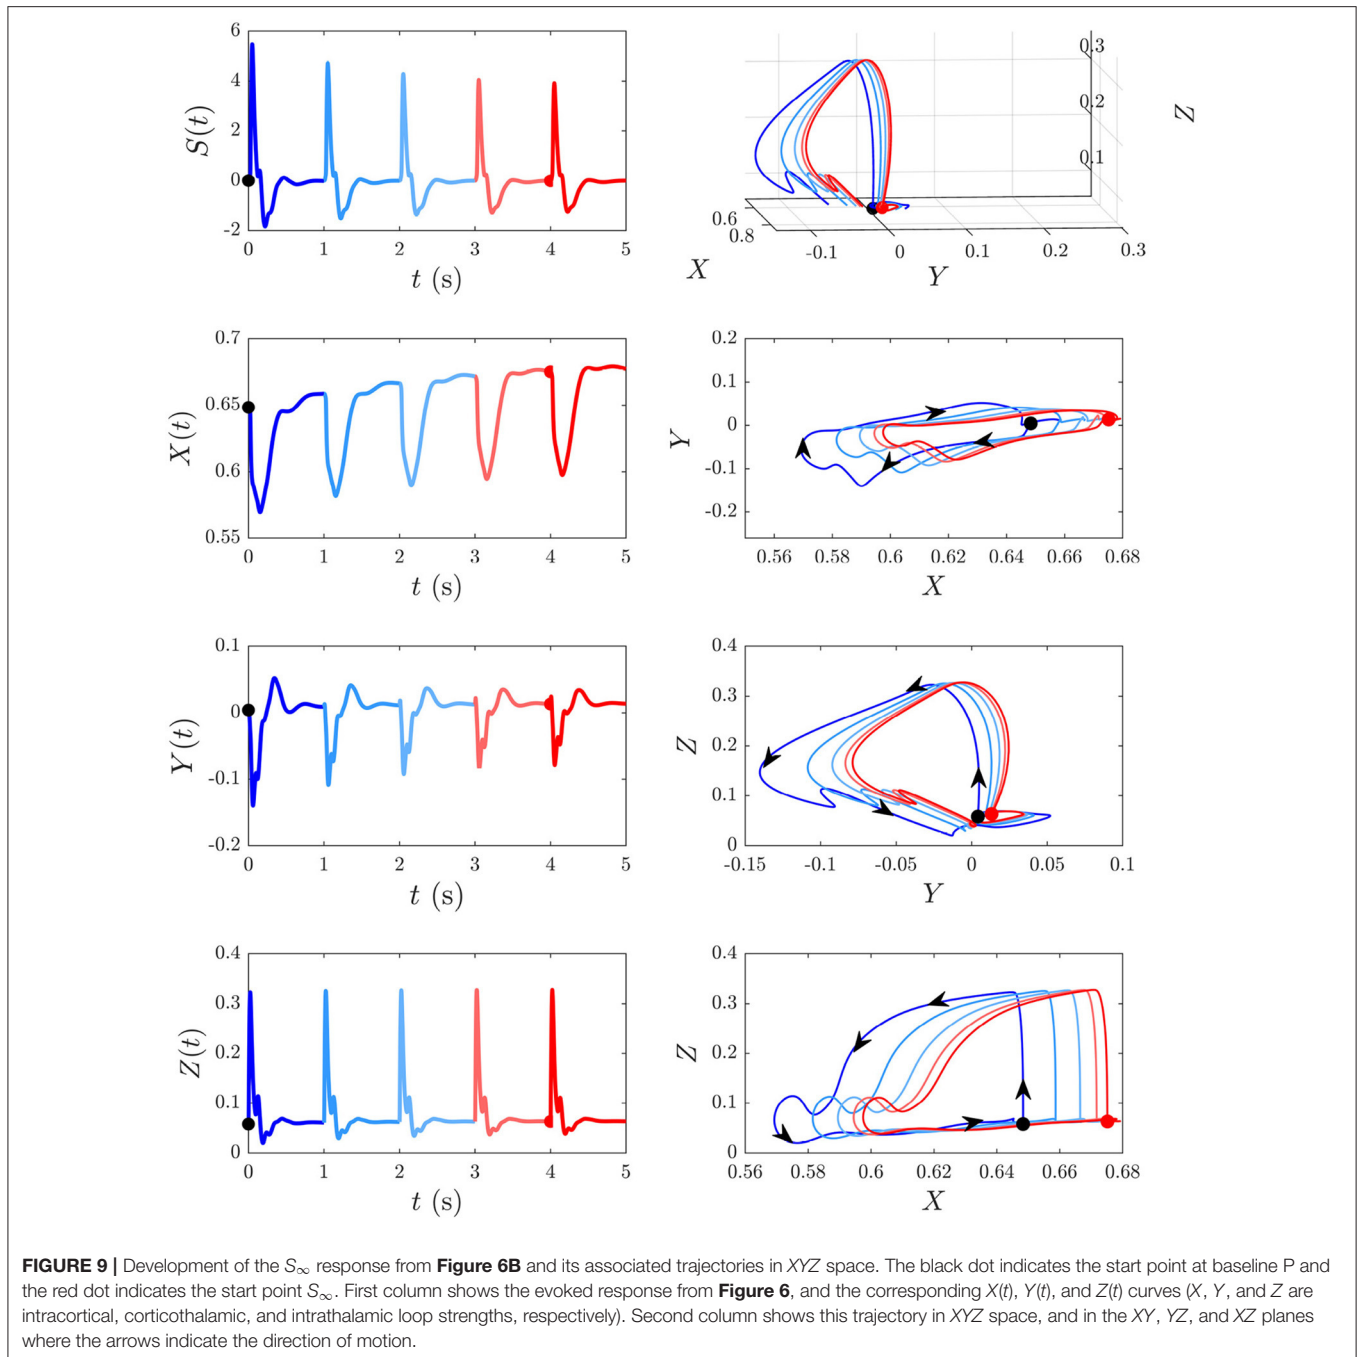 6
4
2
0
-2
S(t)
0 1 2 3 4 5
t (s)
0.3
0.2
0.1
Z
0.6
0.8
X
-0.1 0 0.1 0.2 0.3
Y
0.7
0.65
0.6
0.55
X(t)
0 1 2 3 4 5
t (s)
0.2
0.1
0
-0.1
-0.2
Y
0.56 0.58 0.6 0.62 0.64 0.66 0.68
X
0.1
0
-0.1
-0.2
Y(t)
0 1 2 3 4 5
t (s)
0.4
0.3
0.2
0.1
0
Z
-0.15 -0.1 -0.05 0 0.05 0.1
Y
0.4
0.3
0.2
0.1
0
Z(t)
0 1 2 3 4 5
t (s)
0.4
0.3
0.2
0.1
0
Z
0.56 0.58 0.6 0.62 0.64 0.66 0.68
X
FIGURE 9 | Development of the S∞ response from Figure 6B and its associated trajectories in XYZ space. The black dot indicates the start point at baseline P and
the red dot indicates the start point S∞. First column shows the evoked response from Figure 6, and the corresponding X(t), Y(t), and Z(t) curves (X, Y, and Z are
intracortical, corticothalamic, and intrathalamic loop strengths, respectively). Second column shows this trajectory in XYZ space, and in the XY, YZ, and XZ planes
where the arrows indicate the direction of motion.